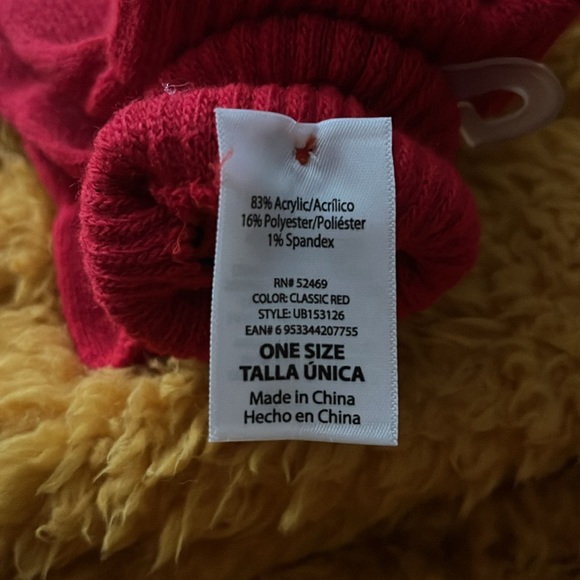 83% Acrylic/Acrílico
16% Polyester/Poliéster
1% Spandex
RN# 52469
COLOR: CLASSIC RED
STYLE: UB153126
EAN# 6 953344207755
ONE SIZE
TALLA ÚNICA
Made in China
Hecho en China